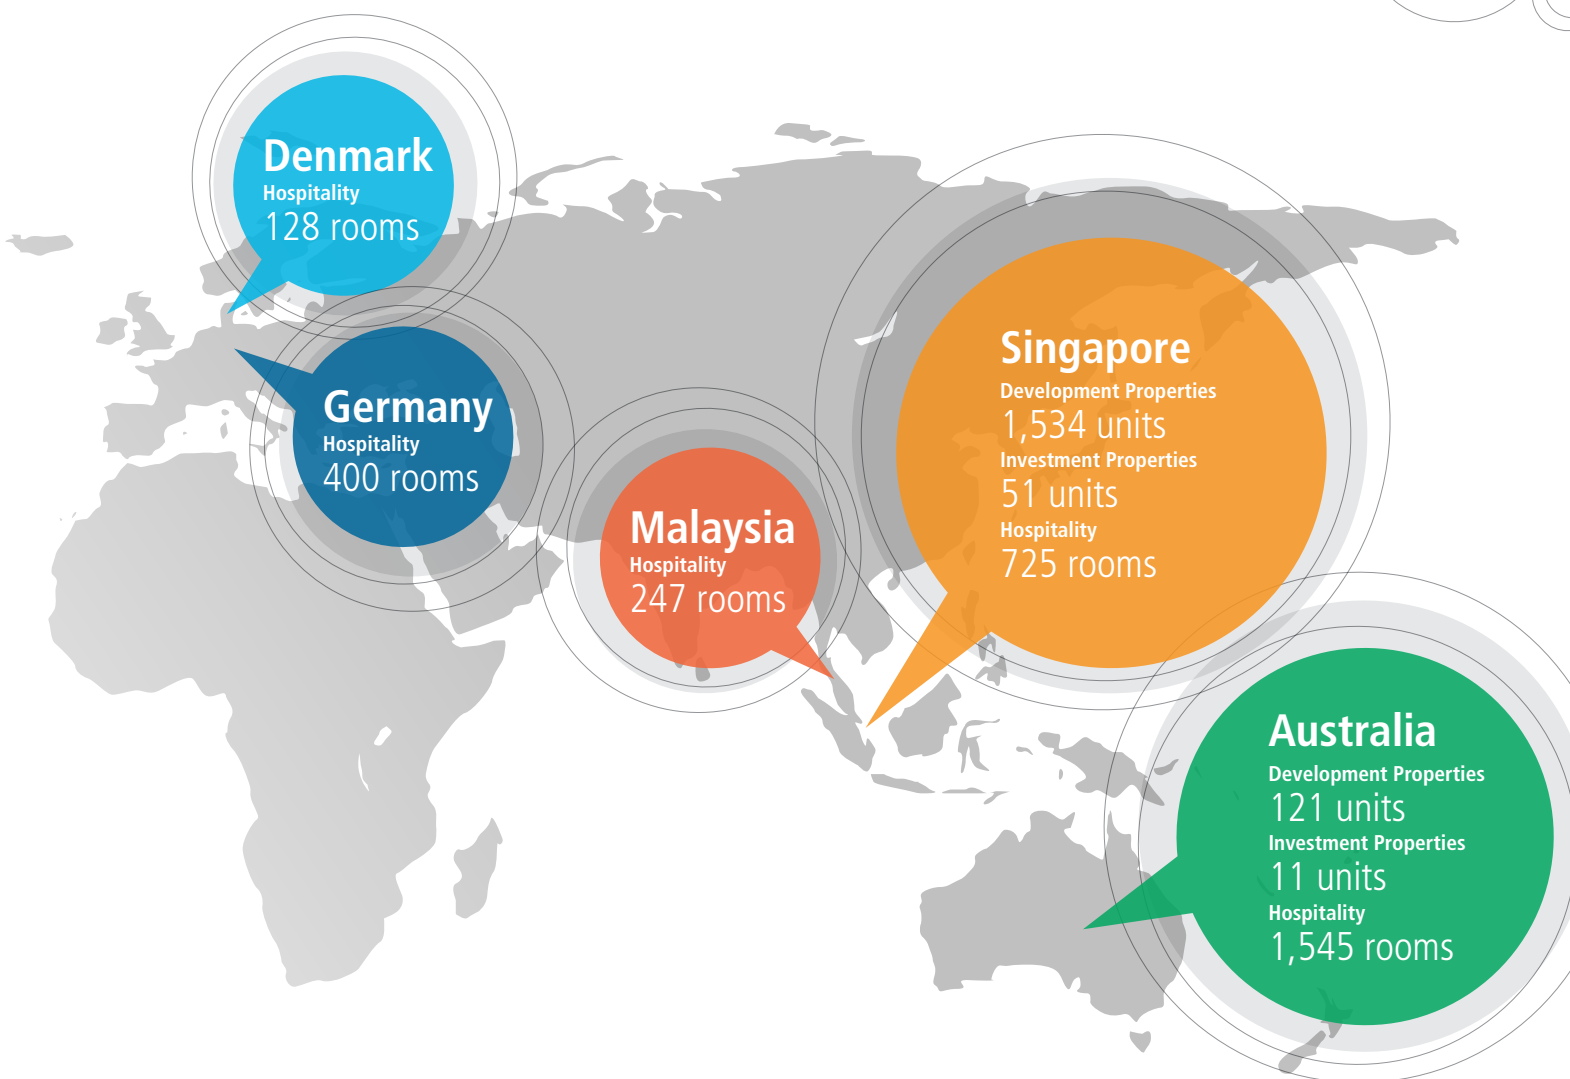 Denmark
Hospitality
128 rooms
Germany
Hospitality
400 rooms
Malaysia
Hospitality
247 rooms
Singapore
Development Properties
1,534 units
Investment Properties
51 units
Hospitality
725 rooms
Australia
Development Properties
121 units
Investment Properties
11 units
Hospitality
1,545 rooms